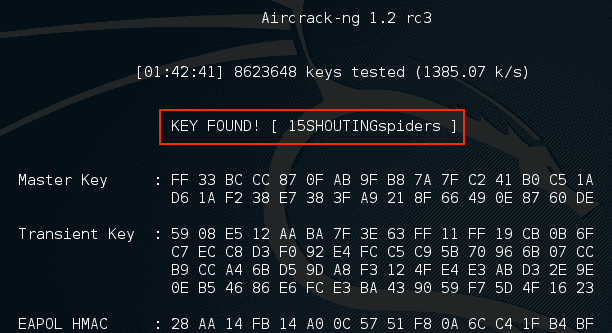 Aircrack-ng 1.2 rc3
[01:42:41] 8623648 keys tested (1385.07 k/s)
KEY FOUND! [ 15SHOUTINGspiders ]
Master Key : FF 33 BC CC 87 0F AB 9F B8 7A 7F C2 41 B0 C5 1A
D6 1A F2 38 E7 38 3F A9 21 8F 66 49 0E 87 60 DE
Transient Key : 59 08 E5 12 AA BA 7F 3E 63 FF 11 FF 19 CB 0B 6F
C7 EC C8 D3 F0 92 E4 FC C5 C9 5B 70 96 6B 07 CC
B9 CC A4 6B D5 9D A8 F3 12 4F E4 E3 AB D3 2E 9E
0E B5 46 86 E6 FC E3 BA 43 90 59 F7 5D 4F 16 23
EAPOL HMAC : 28 AA 14 FB 14 A0 0C 57 51 F8 0A 6C C4 1F B4 BF